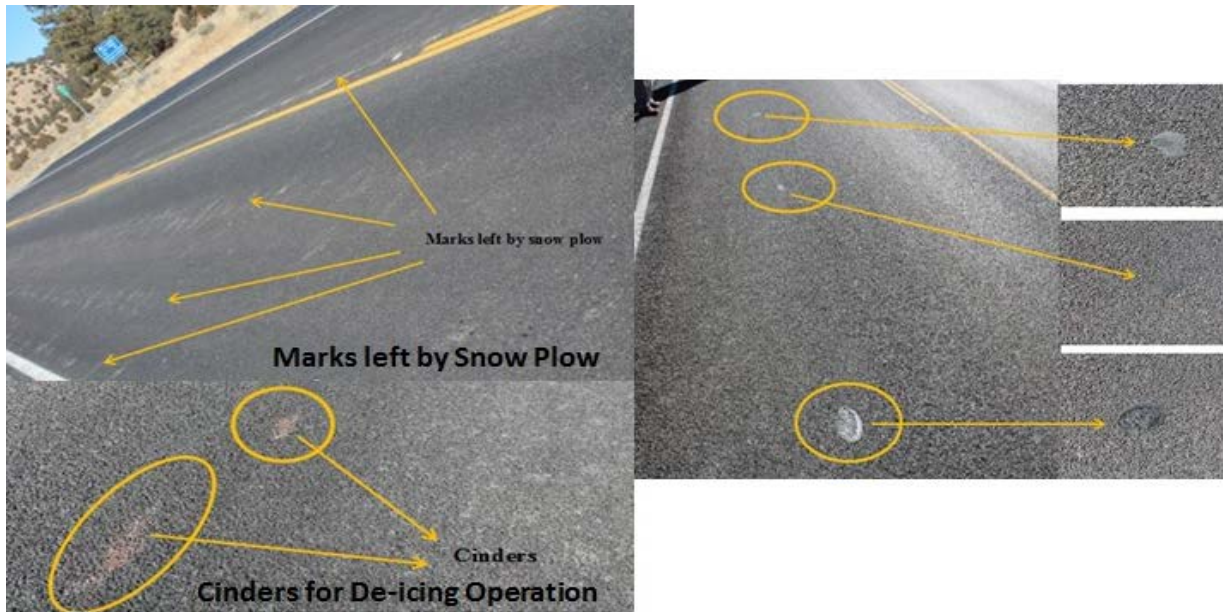 Marks left by snow plow
Marks left by Snow Plow
Cinders
Cinders for De-icing Operation